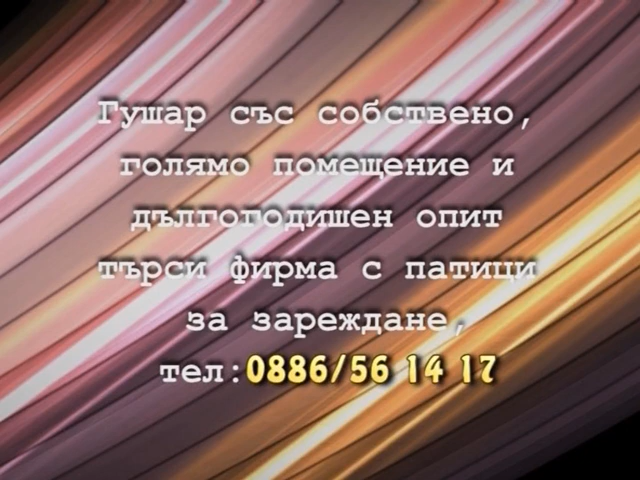 Гушар със собствено,
голямо помещение и
дългогодишен опит
търси фирма с патици
за зареждане,
тел:0886/56 14 17